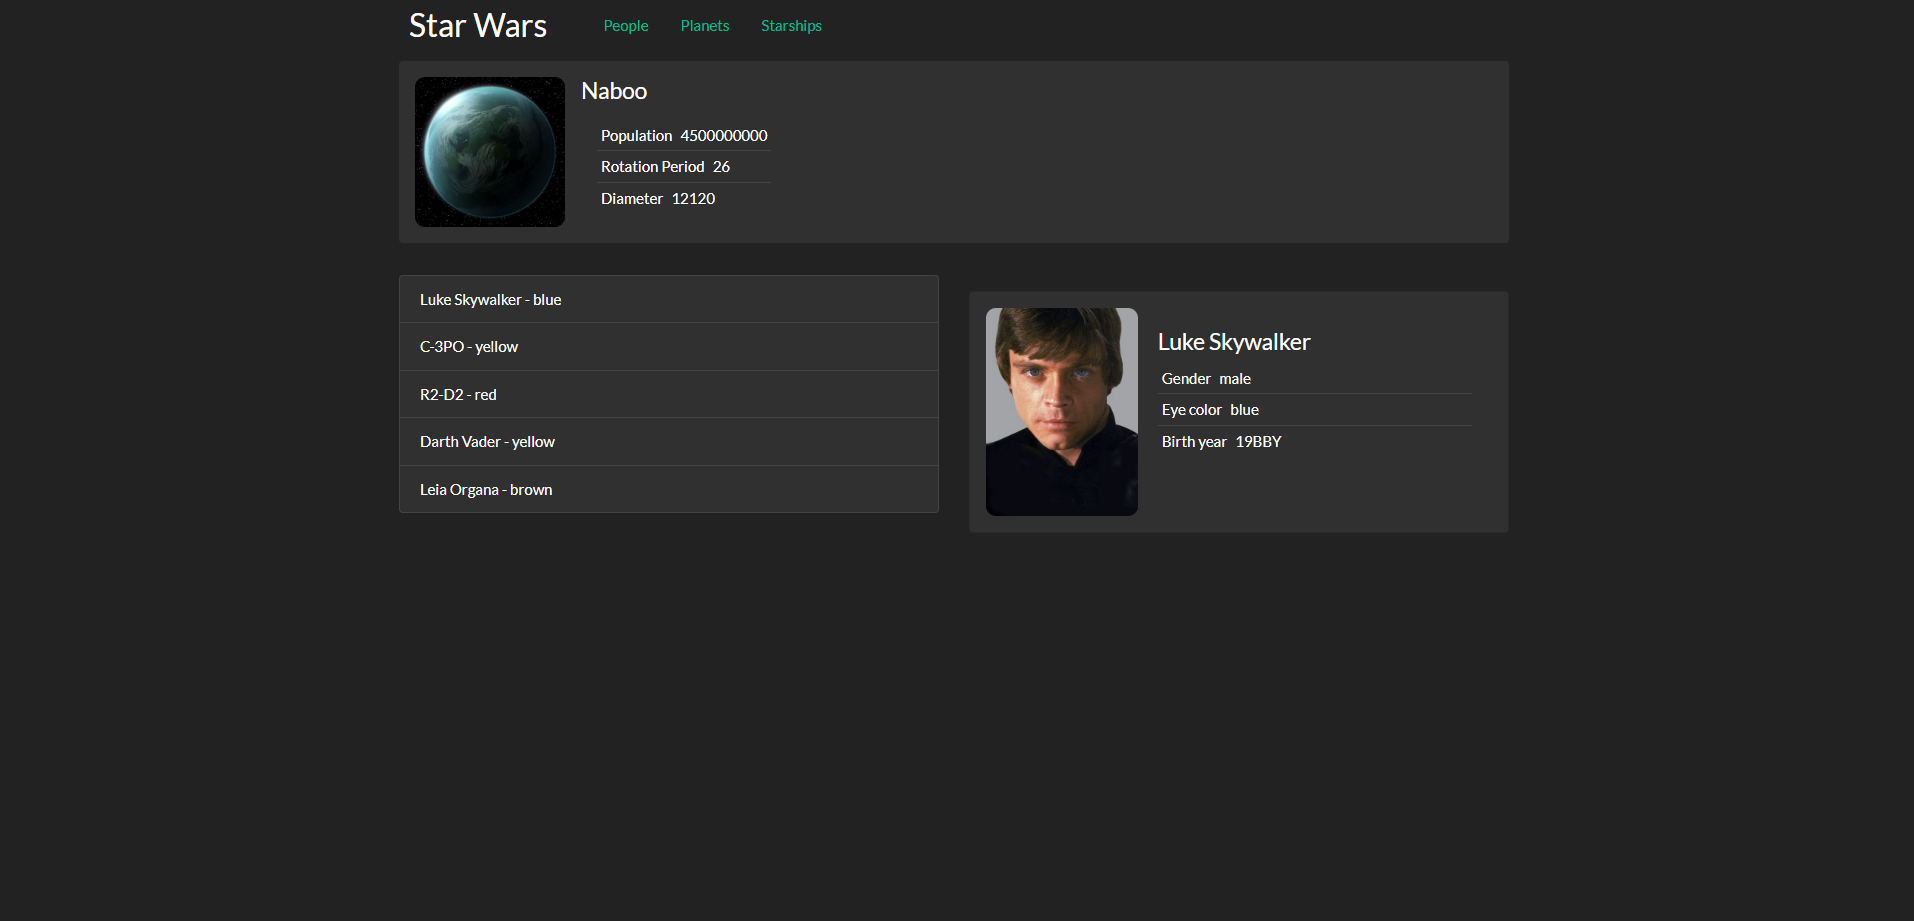 Star Wars People Planets Starships
Naboo
Population 4500000000
Rotation Period 26
Diameter 12120
Luke Skywalker - blue
C-3PO - yellow
R2-D2 - red
Darth Vader - yellow
Leia Organa - brown
Luke Skywalker
Gender male
Eye color blue
Birth year 19BBY